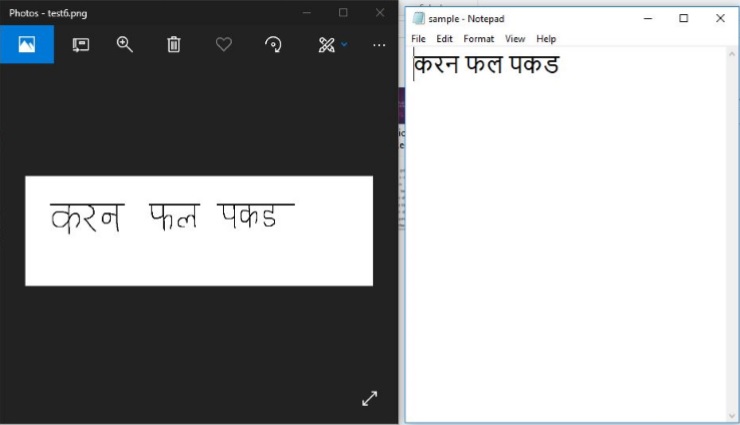 Photos - test6.png
करन फल पकड
sample - Notepad
File Edit Format View Help
करन फल पकड